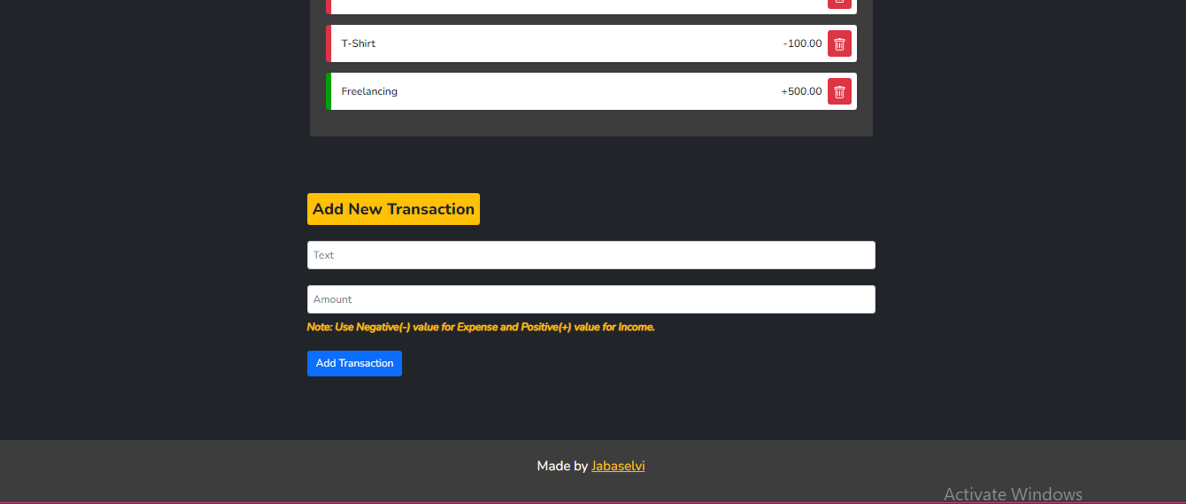 T-Shirt -100.00
Freelancing +500.00
Add New Transaction
Text
Amount
Note: Use Negative(-) value for Expense and Positive(+) value for Income.
Add Transaction
Made by Jabaselvi
Activate Windows